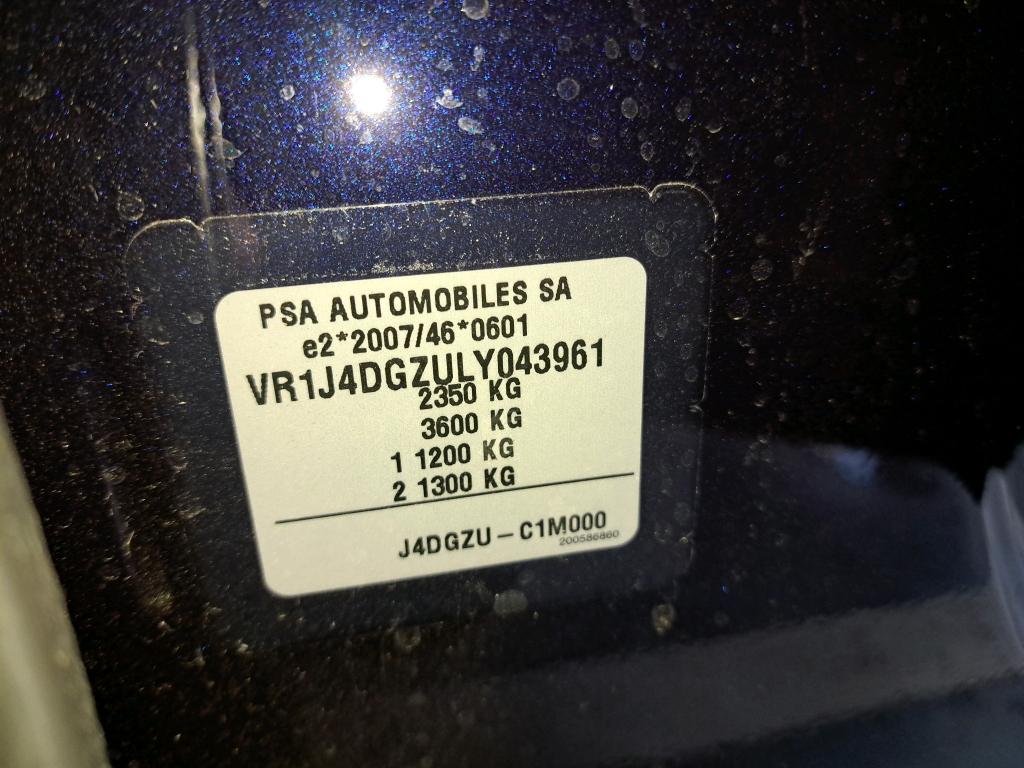 PSA AUTOMOBILES SA
e2*2007/46*0601
VR1J4DGZULY043961
2350 KG
3600 KG
1 1200 KG
2 1300 KG
J4DGZU-C1M000
200586860